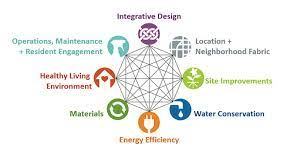 Integrative Design
Operations, Maintenance
+ Resident Engagement
Location +
Neighborhood Fabric
Healthy Living
Environment
Site Improvements
Materials
Water Conservation
Energy Efficiency